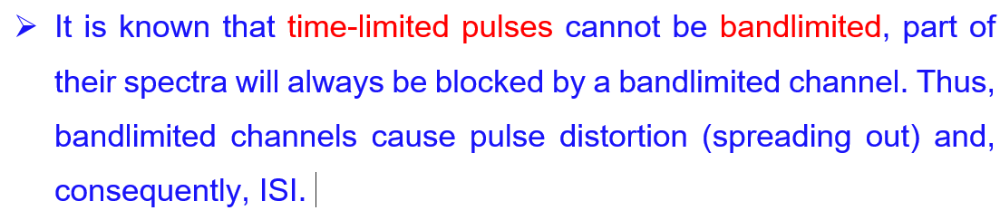 ➢ It is known that time-limited pulses cannot be bandlimited, part of
their spectra will always be blocked by a bandlimited channel. Thus,
bandlimited channels cause pulse distortion (spreading out) and,
consequently, ISI.